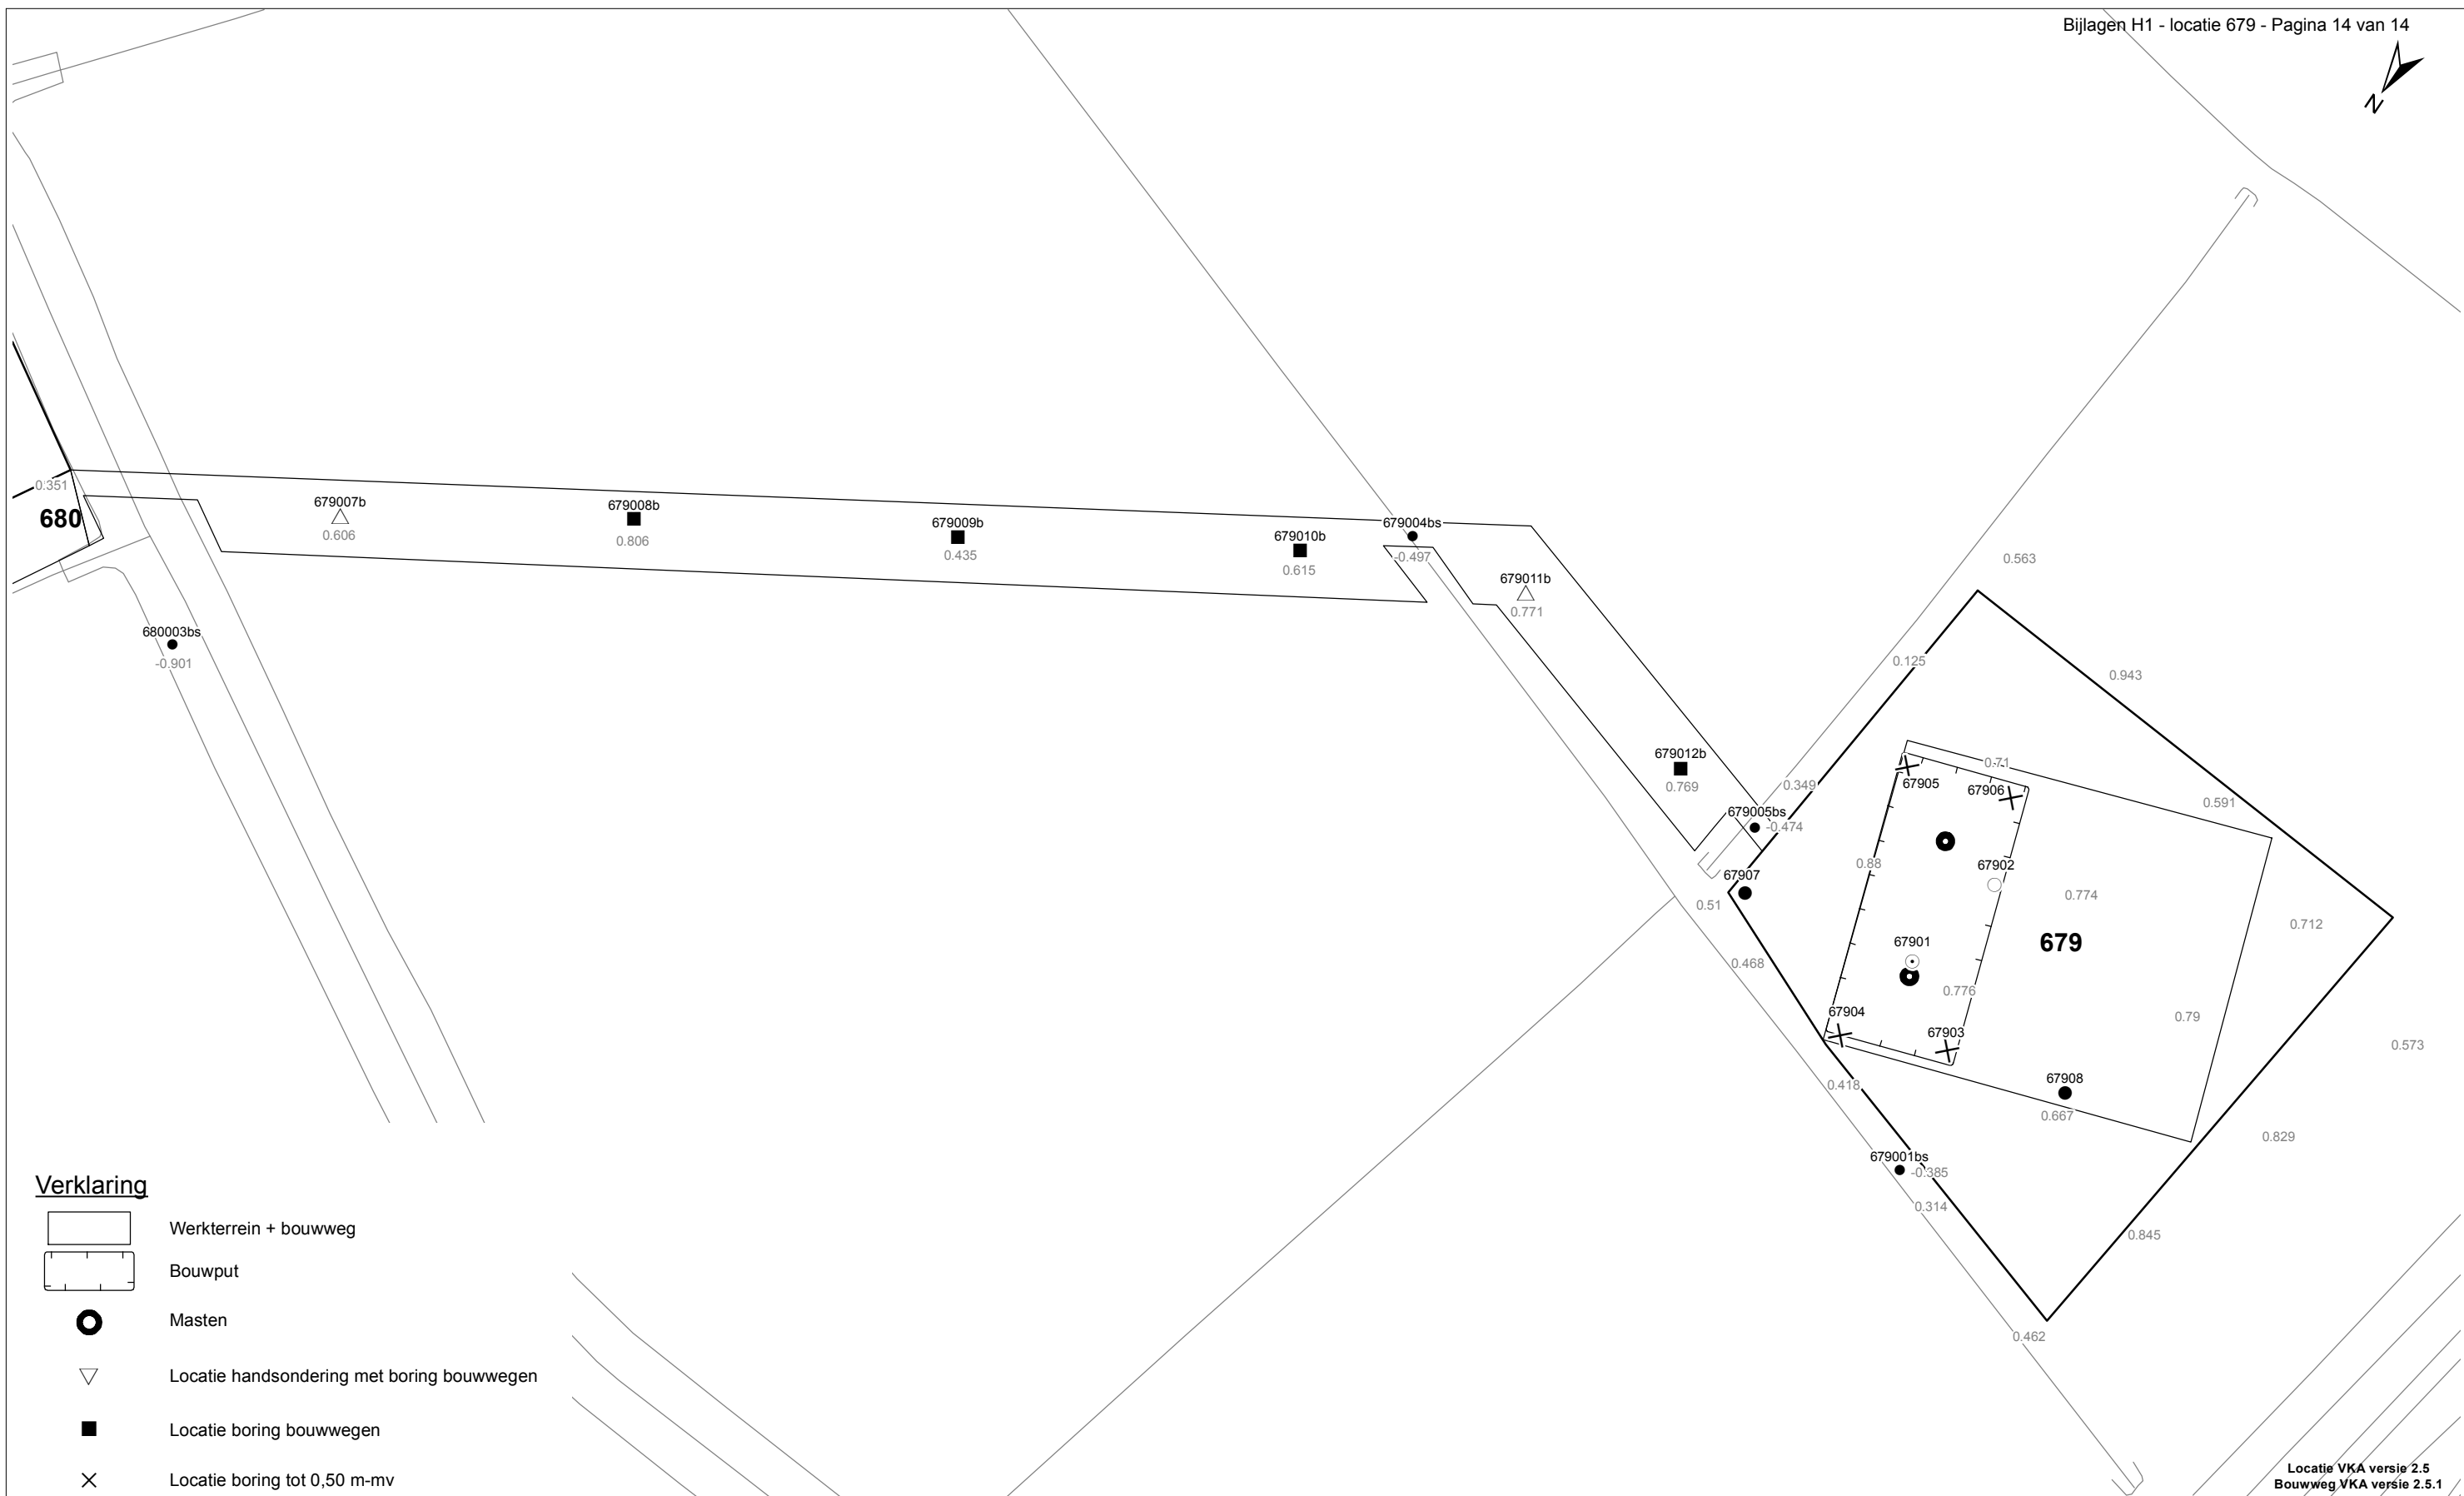 Bijlagen H1 - locatie 679 - Pagina 14 van 14
N
0.351
680
679007b
0.606
679008b
0.806
679009b
0.435
679010b
0.615
679004bs
-0.497
679011b
0.771
680003bs
-0.901
0.563
0.125
0.943
679012b
0.769
0.349
679005bs
-0.474
0.71
67905
67906
0.591
0.88
67902
67907
0.51
0.774
0.712
67901
679
0.468
0.776
67904
67903
0.79
0.573
0.418
67908
0.667
0.829
679001bs
-0.385
0.314
0.845
0.462
Verklaring
Werkterrein + bouwweg
Bouwput
Masten
Locatie handsondering met boring bouwwegen
Locatie boring bouwwegen
Locatie boring tot 0,50 m-mv
Locatie VKA versie 2.5
Bouwweg VKA versie 2.5.1